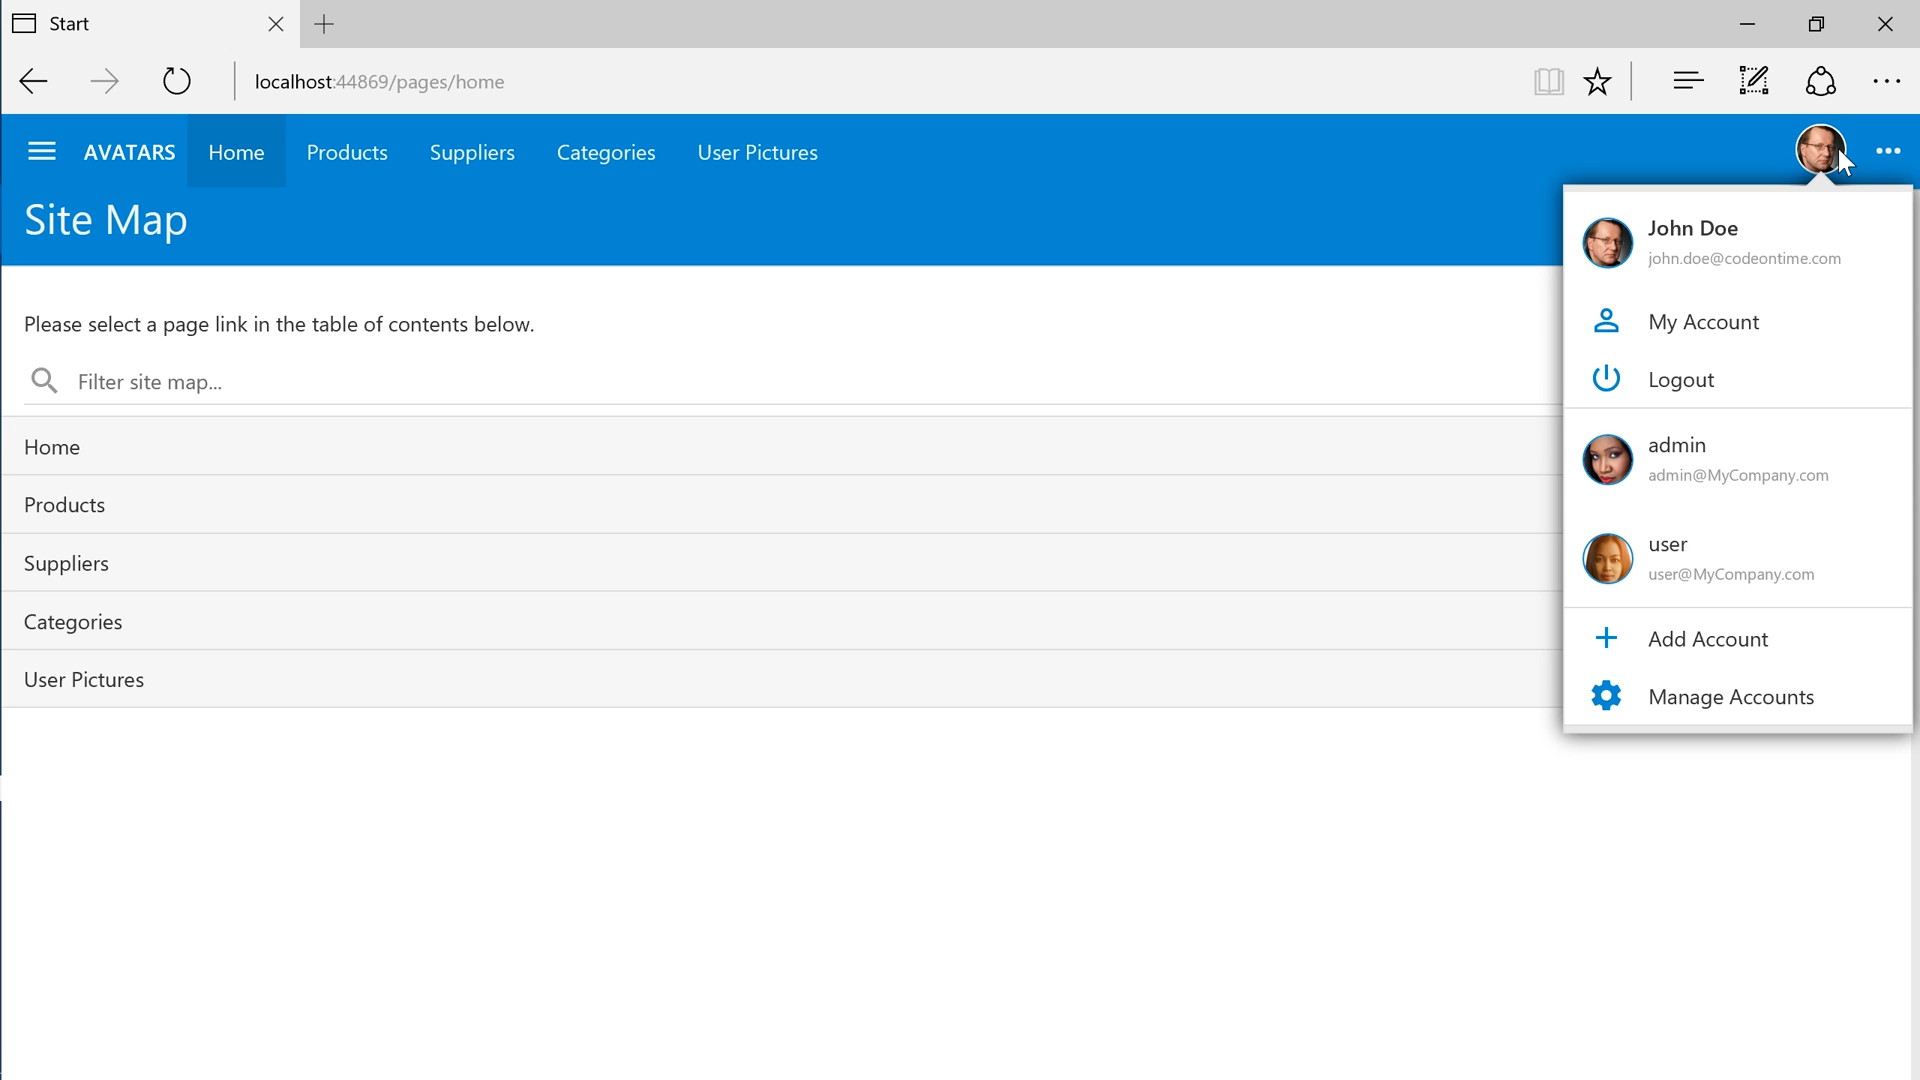 Start
localhost:44869/pages/home
AVATARS Home Products Suppliers Categories User Pictures
Site Map
Please select a page link in the table of contents below.
Filter site map...
Home
Products
Suppliers
Categories
User Pictures
John Doe
john.doe@codeontime.com
My Account
Logout
admin
admin@MyCompany.com
user
user@MyCompany.com
Add Account
Manage Accounts